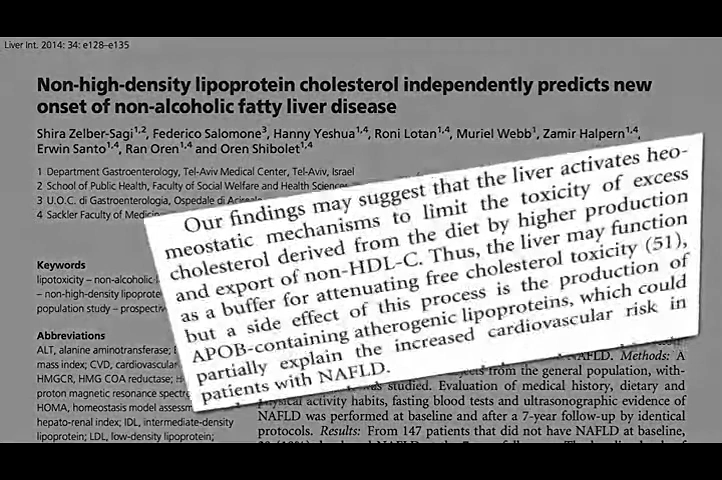 Liver Int. 2014: 34: e128–e135
Non-high-density lipoprotein cholesterol independently predicts new
onset of non-alcoholic fatty liver disease
Shira Zelber-Sagi1,2, Federico Salomone3, Hanny Yeshua1,4, Roni Lotan1,4, Muriel Webb1,4, Zamir Halpern1,4,
Erwin Santo1,4, Ran Oren1,4 and Oren Shibolet1,4
1 Department Gastroenterology, Tel-Aviv Medical Center, Tel-Aviv, Israel
2 School of Public Health, Faculty of Social Welfare and Health Sciences
3 U.O.C. di Gastroenterologia, Ospedale di
4 Sackler Faculty of
Our findings may suggest that the liver activates heo-
meostatic mechanisms to limit the toxicity of excess
cholesterol derived from the diet by higher production
and export of non-HDL-C. Thus, the liver may function
as a buffer for attenuating free cholesterol toxicity (51),
but a side effect of this process is the production of
APOB-containing atherogenic lipoproteins, which could
partially explain the increased cardiovascular risk in
patients with NAFLD.
Keywords
lipotoxicity – non-alcoholic
– non-high-density
population study –
Abbreviations
ALT, alanine aminotransferase;
mass index; CVD, cardiovascular
HMGCR, HMG COA reductase;
proton magnetic resonance
HOMA, homeostasis model
hepato-renal index; IDL, intermediate-density
lipoprotein; LDL, low-density lipoprotein;
NAFLD. Methods: A
from the general population, with-
studied. Evaluation of medical history, dietary and
physical activity habits, fasting blood tests and ultrasonographic evidence of
NAFLD was performed at baseline and after a 7-year follow-up by identical
protocols. Results: From 147 patients that did not have NAFLD at baseline,